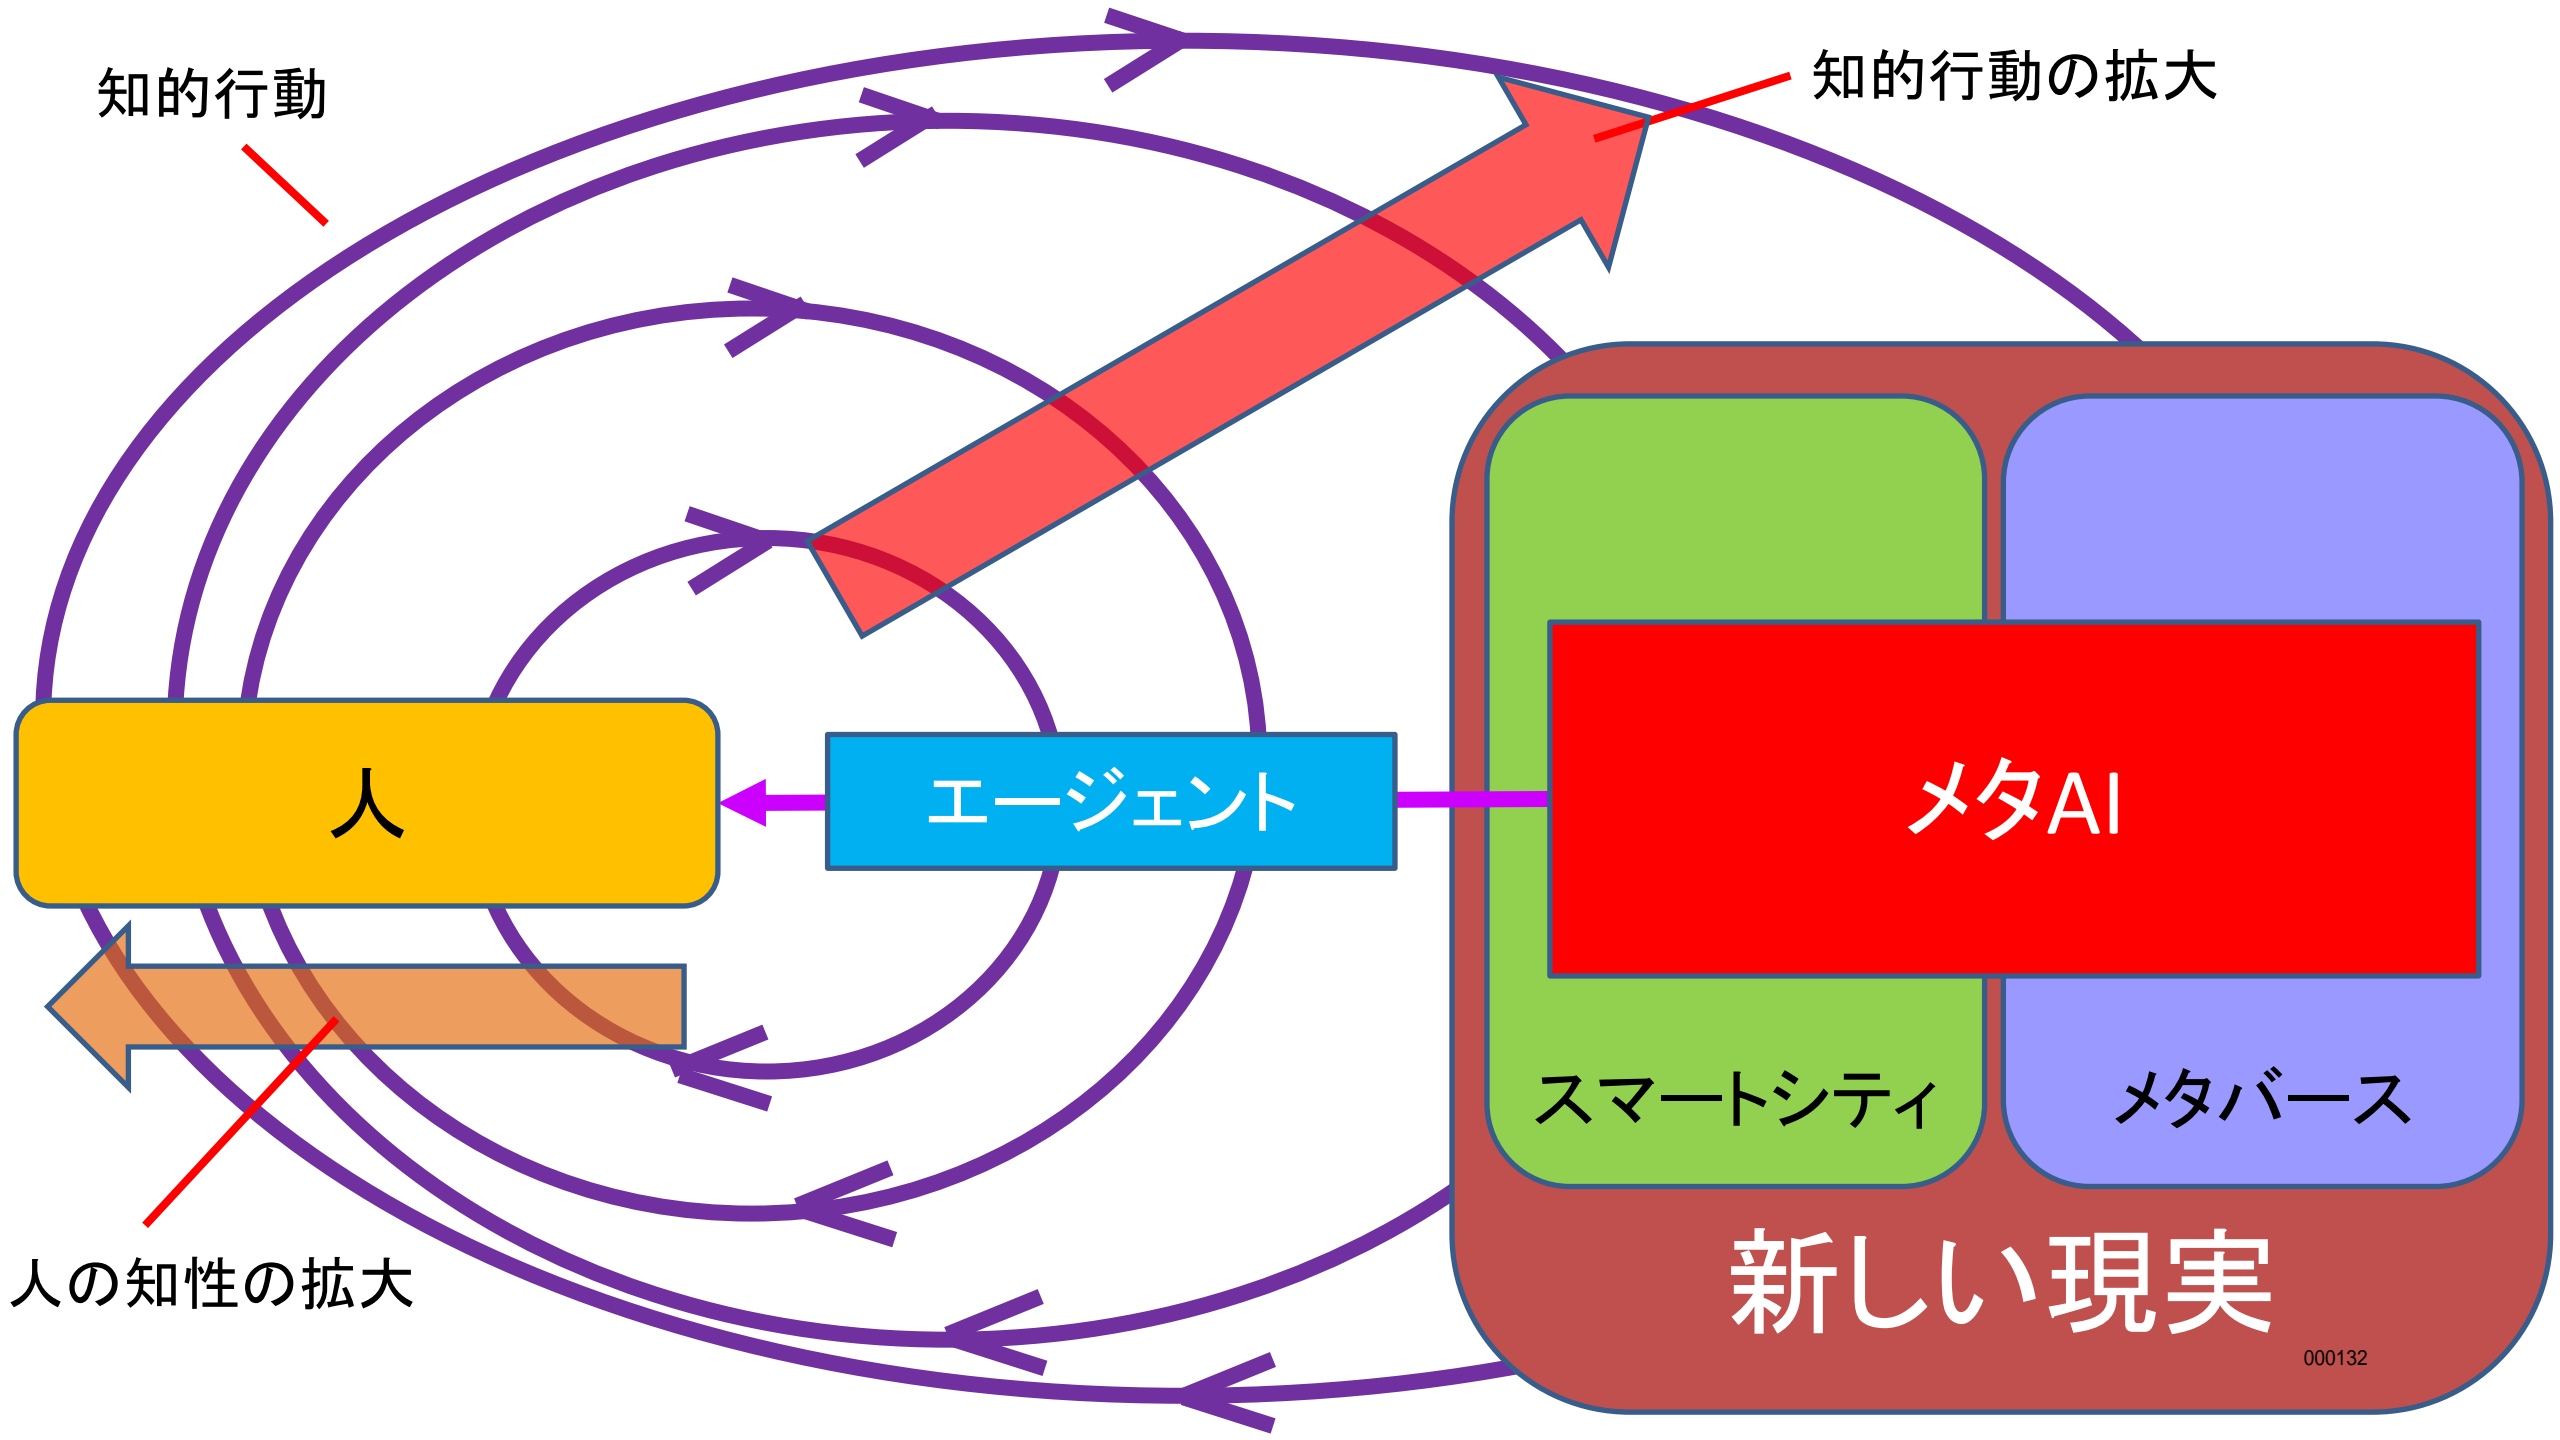 知的行動
知的行動の拡大
人
エージェント
メタAI
スマートシティ
メタバース
人の知性の拡大
新しい現実
000132